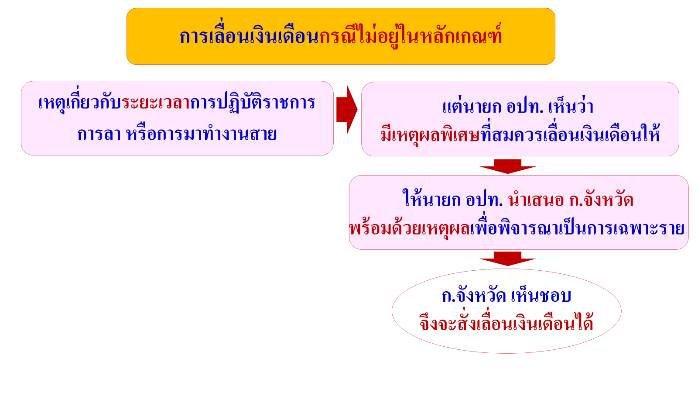 การเลื่อนเงินเดือนกรณีไม่อยู่ในหลักเกณฑ์
เหตุเกี่ยวกับระยะเวลาการปฏิบัติราชการ
การลา หรือการมาทำงานสาย
แต่นายก อปท. เห็นว่า
มีเหตุผลพิเศษที่สมควรเลื่อนเงินเดือนให้
ให้นายก อปท. นำเสนอ ก.จังหวัด
พร้อมด้วยเหตุผลเพื่อพิจารณาเป็นการเฉพาะราย
ก.จังหวัด เห็นชอบ
จึงจะสั่งเลื่อนเงินเดือนได้